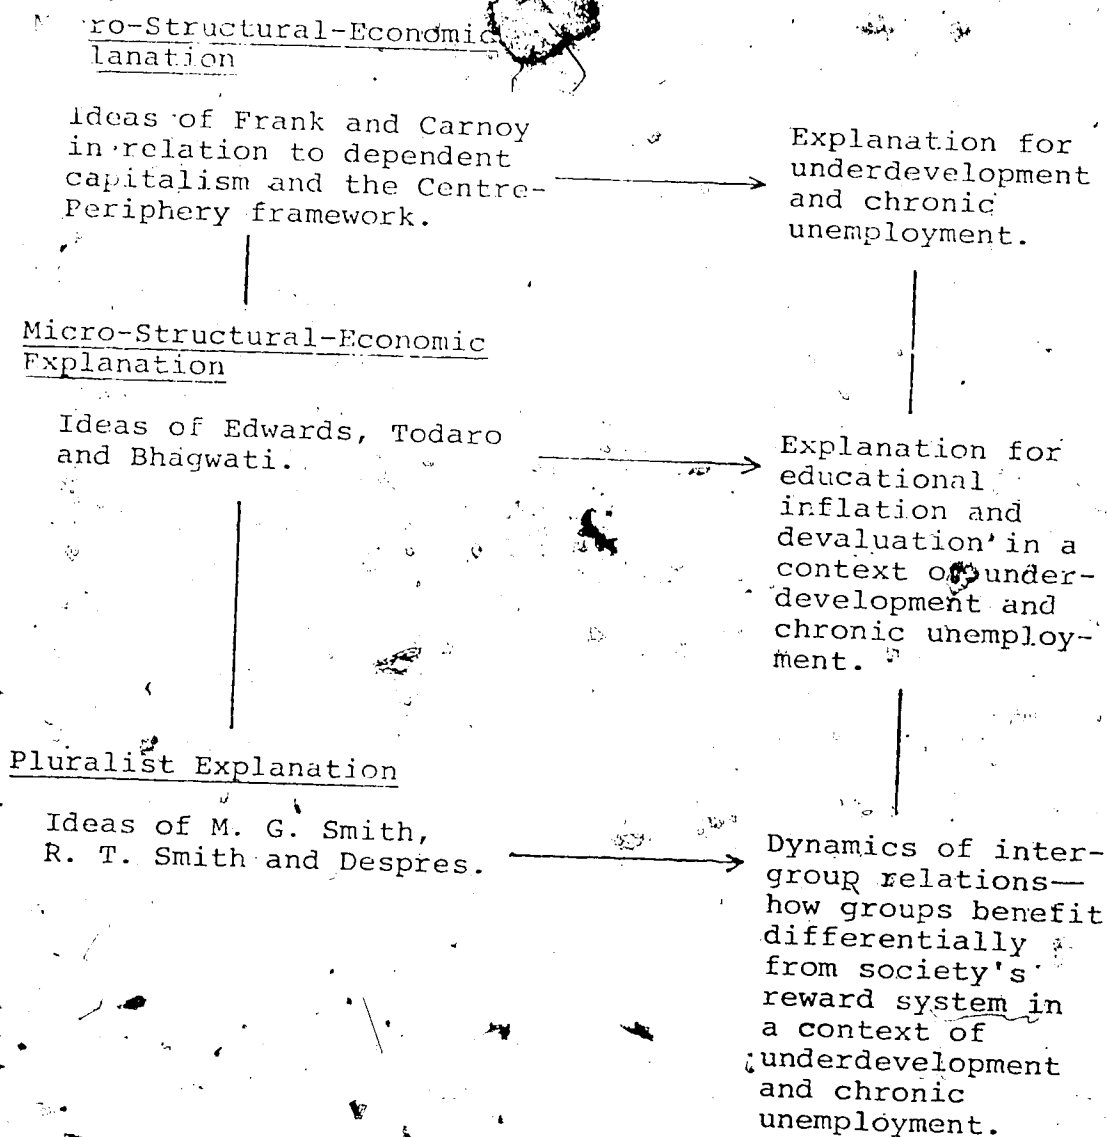 ro-Structural-Economic
lanation
Ideas of Frank and Carnoy
in relation to dependent
capitalism and the Centre-
Periphery framework.
Explanation for
underdevelopment
and chronic
unemployment.
Micro-Structural-Economic
Explanation
Ideas of Edwards, Todaro
and Bhagwati.
Explanation for
educational
inflation and
devaluation in a
context of under-
development and
chronic unemploy-
ment.
Pluralist Explanation
Ideas of M. G. Smith,
R. T. Smith and Despres.
Dynamics of inter-
group relations—
how groups benefit
differentially
from society's
reward system in
a context of
underdevelopment
and chronic
unemployment.